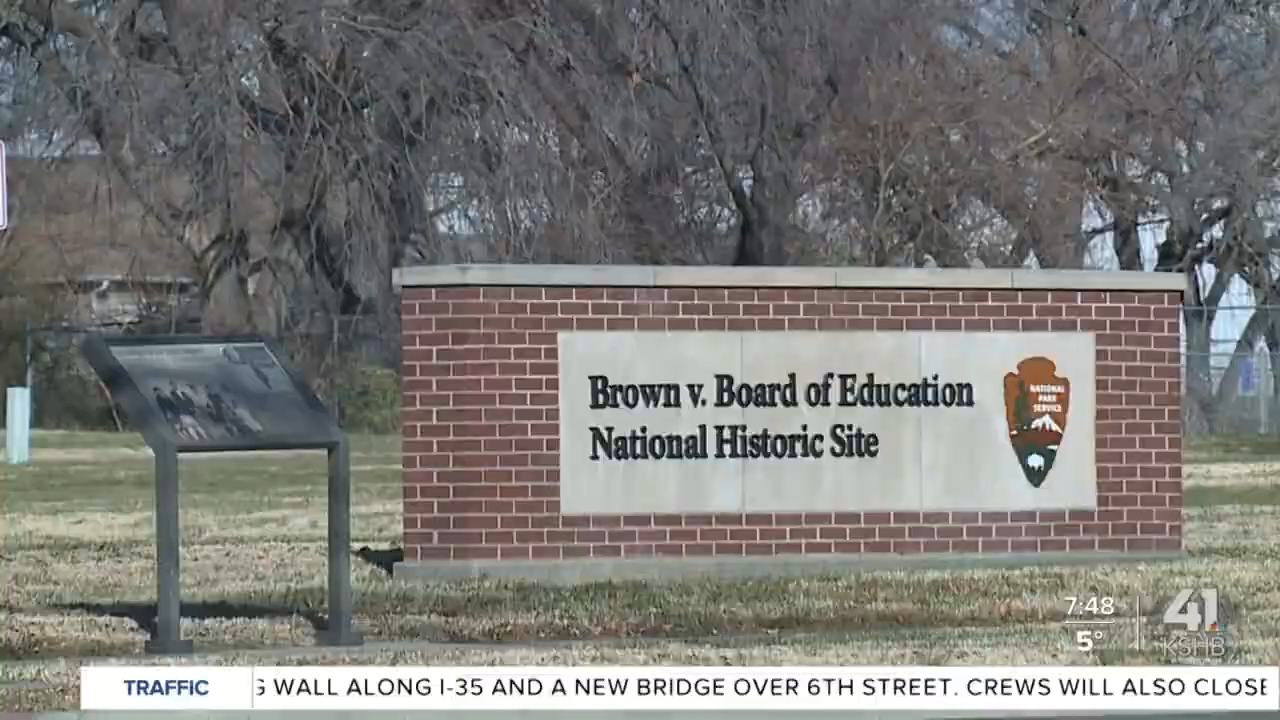 Brown v. Board of Education
National Historic Site
NATIONAL
PARK
SERVICE
7:48
5°
41
KSHB
TRAFFIC
WALL ALONG I-35 AND A NEW BRIDGE OVER 6TH STREET. CREWS WILL ALSO CLOSE